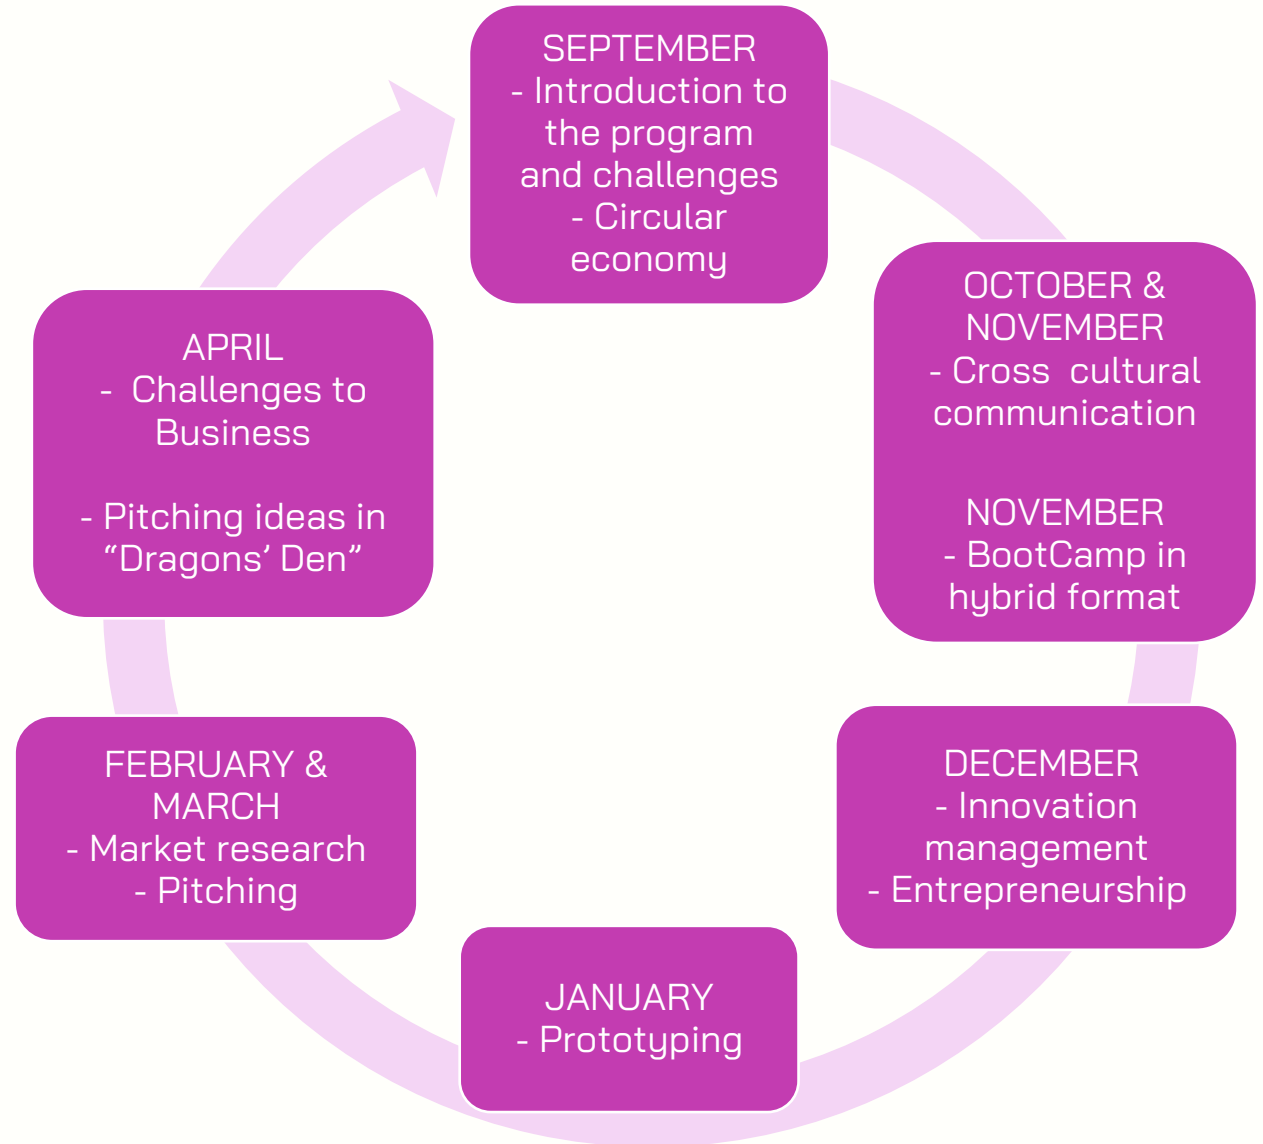 SEPTEMBER
- Introduction to
the program
and challenges
- Circular
economy
OCTOBER &
NOVEMBER
- Cross  cultural
communication
NOVEMBER
- BootCamp in
hybrid format
DECEMBER
- Innovation
management
- Entrepreneurship
JANUARY
- Prototyping
FEBRUARY &
MARCH
- Market research
- Pitching
APRIL
-  Challenges to
Business
- Pitching ideas in
“Dragons’ Den”